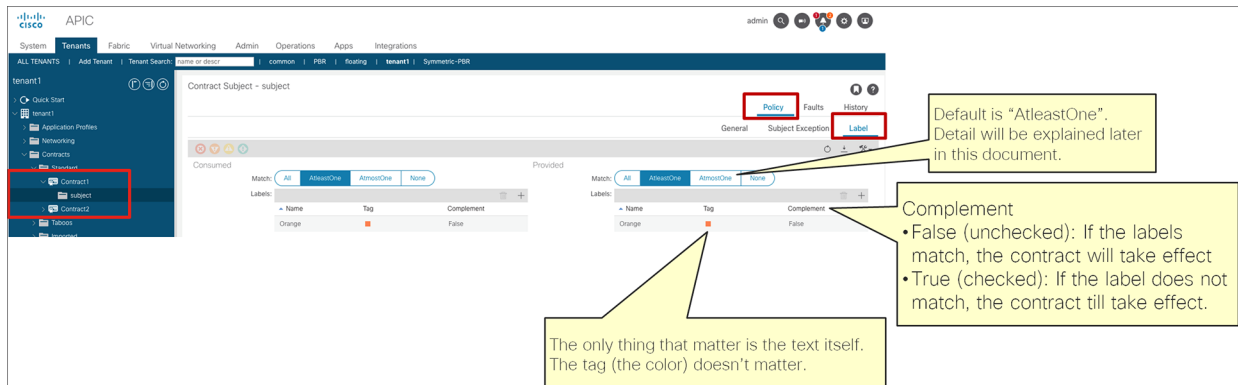 CISCO APIC admin
System Tenants Fabric Virtual Networking Admin Operations Apps Integrations
ALL TENANTS | Add Tenant | Tenant Search: name or descr | common | PBR | floating | tenant1 | Symmetric-PBR
tenant1
Quick Start
tenant1
Application Profiles
Networking
Contracts
Standard
Contract1
subject
Contract2
Taboos
Imported
Contract Subject - subject
Policy Faults History
General Subject Exception Label
Consumed
Match: All AtleastOne AtmostOne None
Labels:
Name Tag Complement
Orange False
Provided
Match: All AtleastOne AtmostOne None
Labels:
Name Tag Complement
Orange False
Default is “AtleastOne”.
Detail will be explained later
in this document.
Complement
•False (unchecked): If the labels
match, the contract will take effect
•True (checked): If the label does not
match, the contract till take effect.
The only thing that matter is the text itself.
The tag (the color) doesn’t matter.